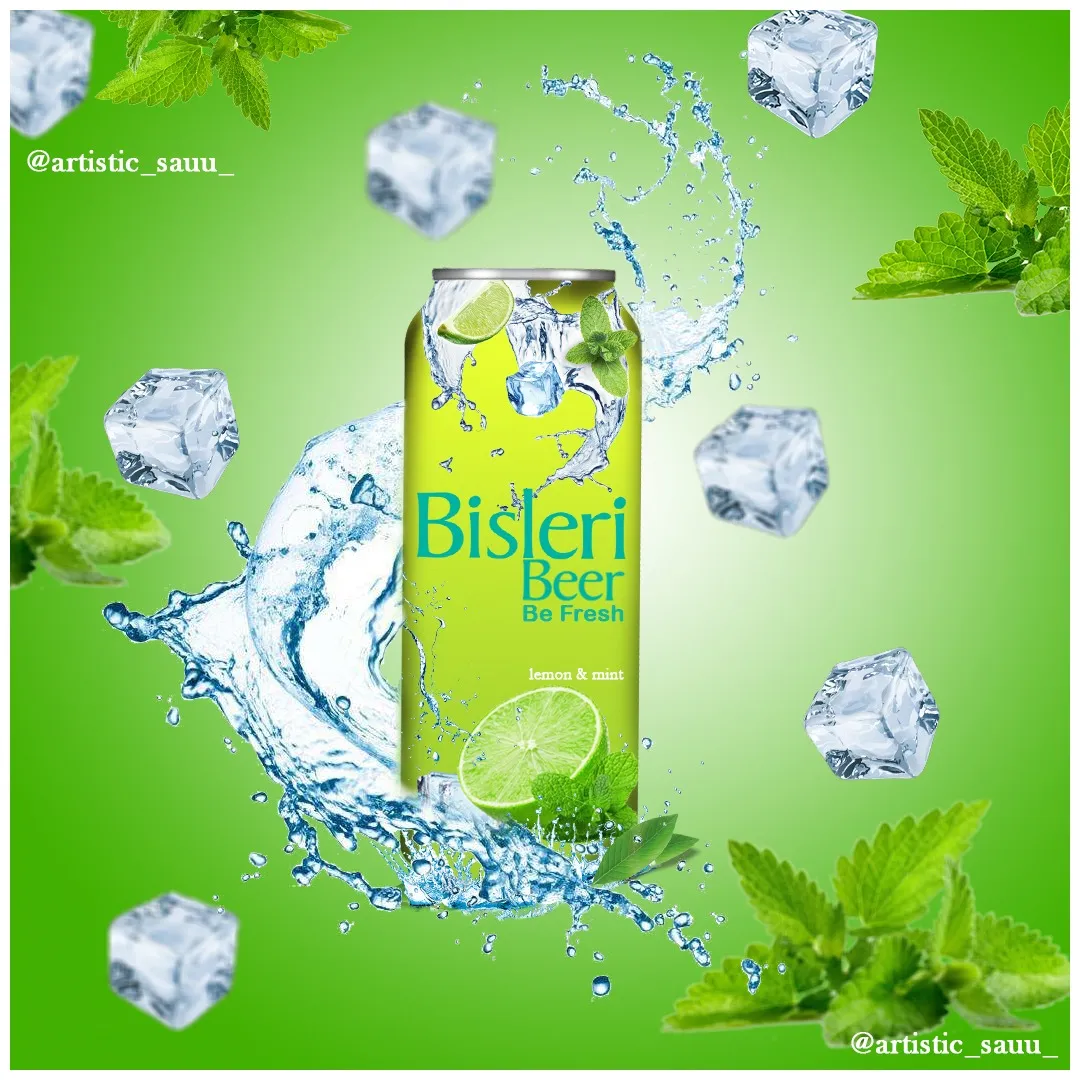 @artistic_sauu_
Bisleri
Beer
Be Fresh
lemon & mint
@artistic_sauu_